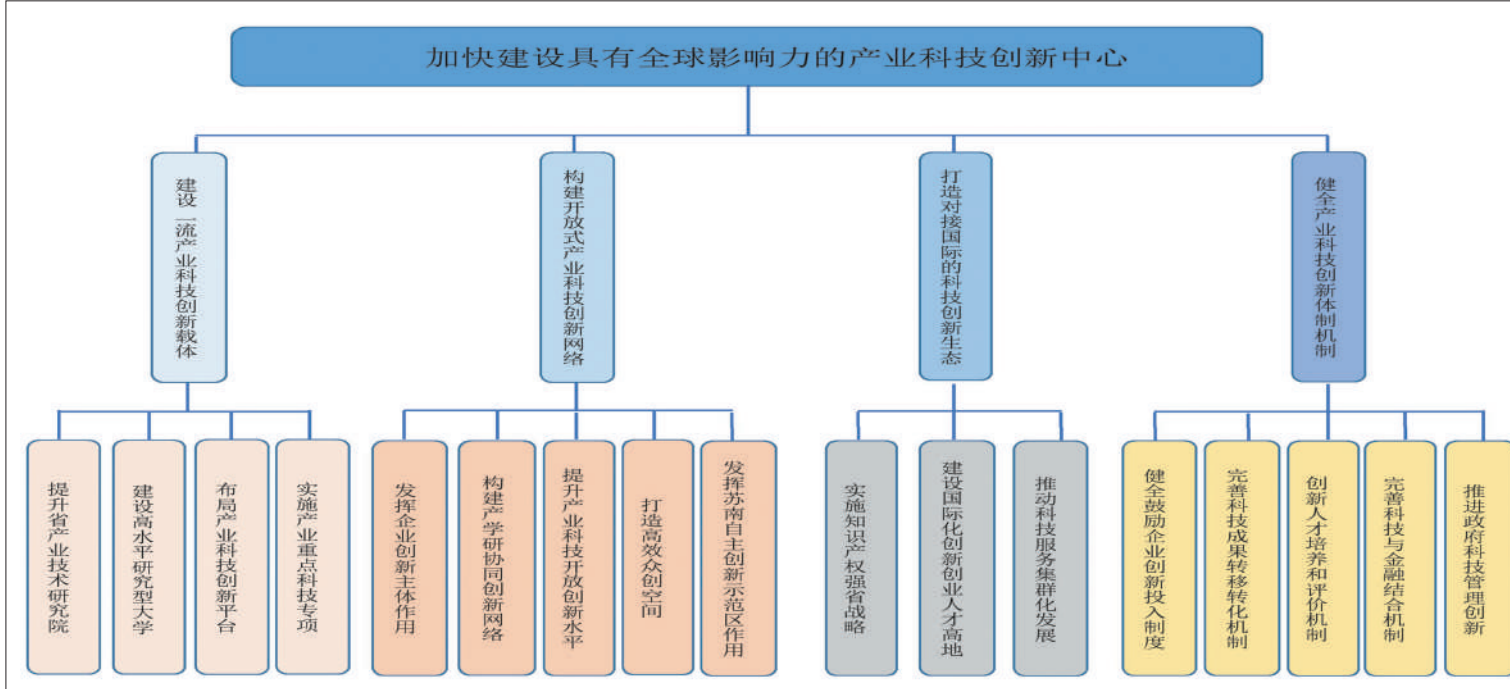 加快建设具有全球影响力的产业科技创新中心
建设一流产业科技创新载体
构建开放式产业科技创新网络
打造对接国际的科技创新生态
健全产业科技创新体制机制
提升省产业技术研究院
建设高水平研究型大学
布局产业科技创新平台
实施产业重点科技专项
发挥企业创新主体作用
构建产学研协同创新网络
提升产业科技开放创新水平
打造高效众创空间
发挥苏南自主创新示范区作用
实施知识产权强省战略
建设国际化创新创业人才高地
推动科技服务集群化发展
健全鼓励企业创新投入制度
完善科技成果转移转化机制
创新人才培养和评价机制
完善科技与金融结合机制
推进政府科技管理创新